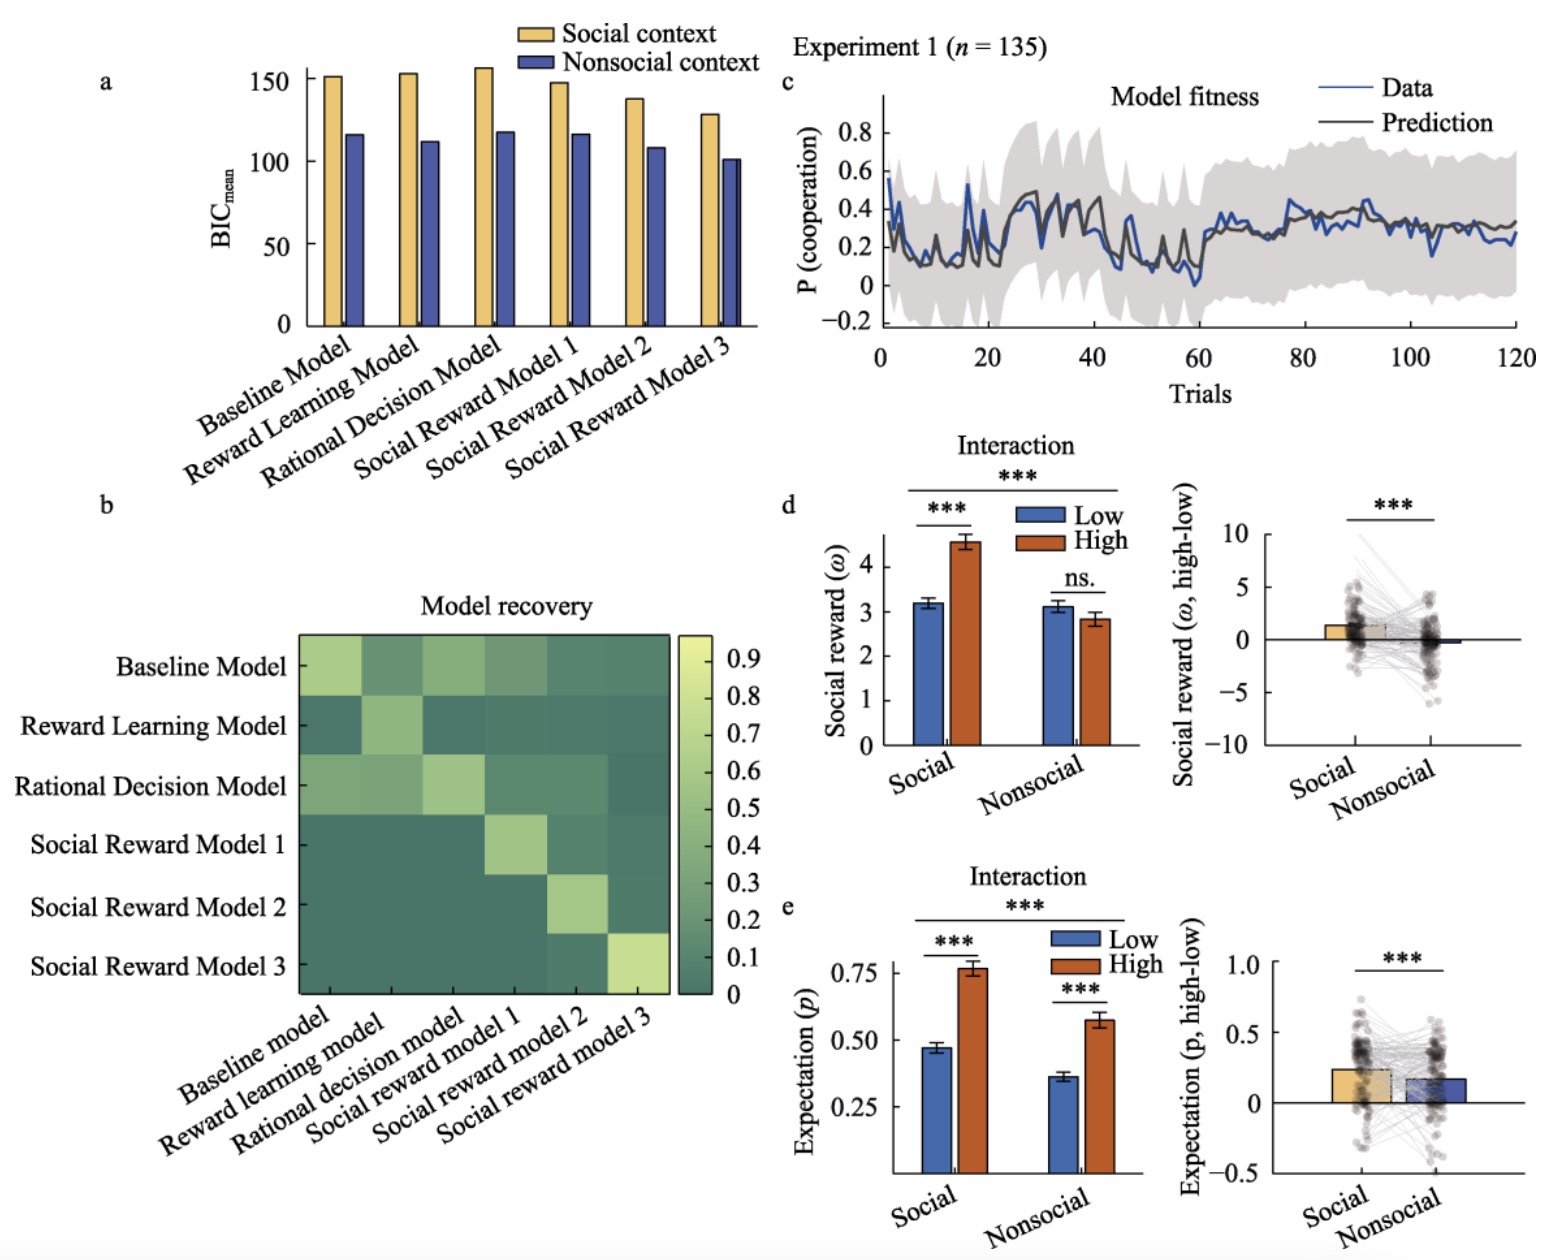 Social context
Nonsocial context
Experiment 1 (n = 135)
a
BICmean
150
100
50
0
Baseline Model
Reward Learning Model
Rational Decision Model
Social Reward Model 1
Social Reward Model 2
Social Reward Model 3
c
Model fitness
Data
Prediction
P (cooperation)
0.8
0.6
0.4
0.2
0
−0.2
0 20 40 60 80 100 120
Trials
b
Model recovery
Baseline Model
Reward Learning Model
Rational Decision Model
Social Reward Model 1
Social Reward Model 2
Social Reward Model 3
0.9
0.8
0.7
0.6
0.5
0.4
0.3
0.2
0.1
0
Baseline model
Reward learning model
Rational decision model
Social reward model 1
Social reward model 2
Social reward model 3
d
Interaction
***
***
Low
High
ns.
Social reward (ω)
4
3
2
1
0
Social
Nonsocial
***
Social reward (ω, high-low)
10
5
0
−5
−10
Social
Nonsocial
e
Interaction
***
***
Low
High
***
Expectation (p)
0.75
0.50
0.25
Social
Nonsocial
***
Expectation (p, high-low)
1.0
0.5
0
−0.5
Social
Nonsocial